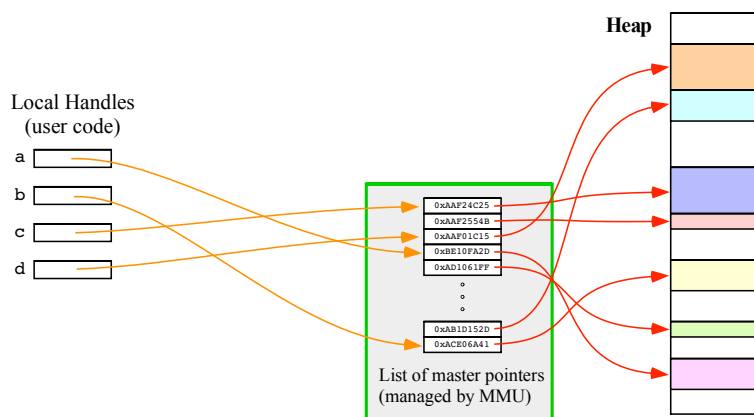 Heap
Local Handles
(user code)
a
b
c
d
0xAAF24C25
0xAAF2554B
0xAAF01C15
0xBE10FA2D
0xAD1061FF
0xAB1D152D
0xACE06A41
List of master pointers
(managed by MMU)